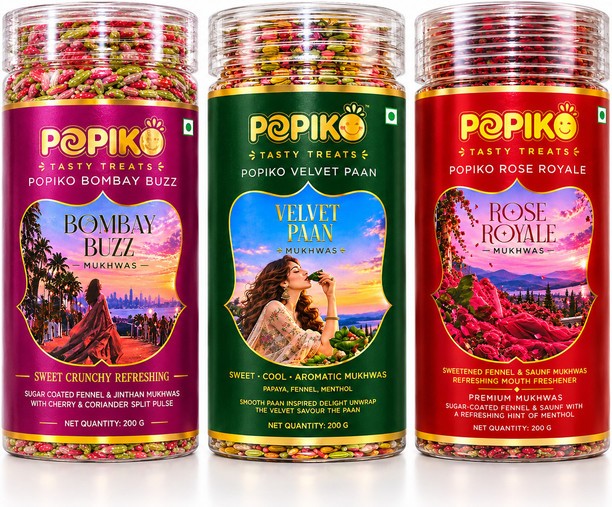 POPIKO
TASTY TREATS
POPIKO BOMBAY BUZZ
BOMBAY
BUZZ
MUKHWAS
SWEET CRUNCHY REFRESHING
SUGAR COATED FENNEL & JINTHAN MUKHWAS
WITH CHERRY & CORIANDER SPLIT PULSE
NET QUANTITY: 200 G
POPIKO™
TASTY TREATS
POPIKO VELVET PAAN
VELVET
PAAN
MUKHWAS
SWEET • COOL • AROMATIC MUKHWAS
PAPAYA, FENNEL, MENTHOL
SMOOTH PAAN INSPIRED DELIGHT UNWRAP
THE VELVET SAVOUR THE PAAN
NET QUANTITY: 200 G
POPIKO
TASTY TREATS
POPIKO ROSE ROYALE
ROSE
ROYALE
MUKHWAS
SWEETENED FENNEL & SAUNF MUKHWAS
REFRESHING MOUTH FRESHENER
PREMIUM MUKHWAS
SUGAR-COATED FENNEL & SAUNF WITH
A REFRESHING HINT OF MENTHOL
NET QUANTITY: 200 G